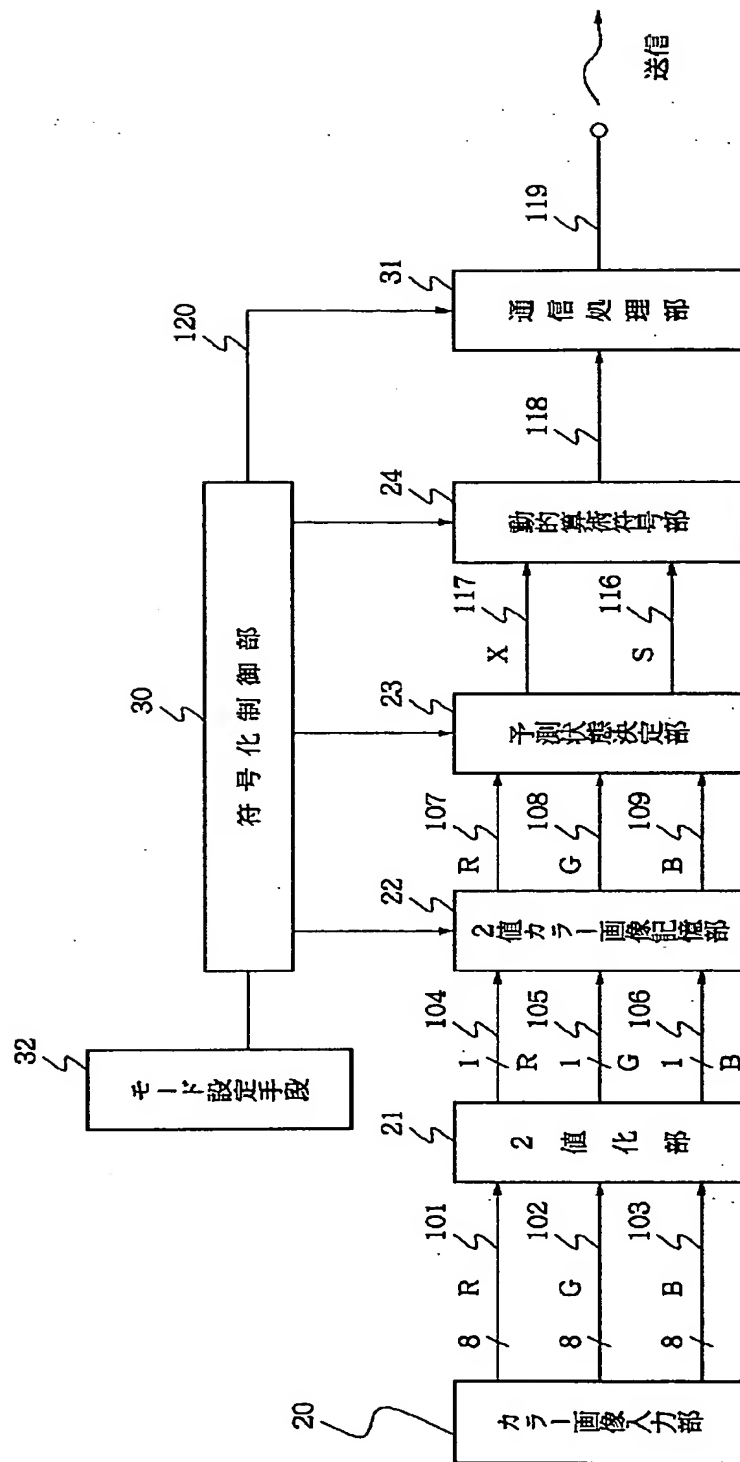 20
カラー画像入力部
8
R
101
8
G
102
8
B
103
21
2値化部
1
R
104
1
G
105
1
B
106
32
モード設定手段
30
符号化制御部
22
2値カラー画像記憶部
R
107
G
108
B
109
23
予測状態決定部
X
117
S
116
24
動的算術符号部
118
120
31
通信処理部
119
送信